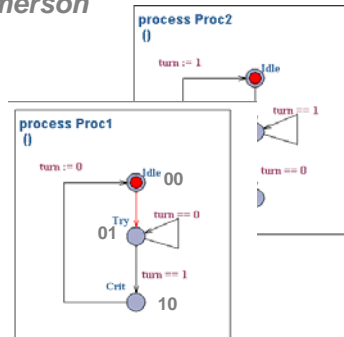 merson
process Proc2
()
turn := 1
Idle
turn == 1
turn == 0
process Proc1
()
turn := 0
Idle
00
Try
turn == 0
01
turn == 1
Crit
10